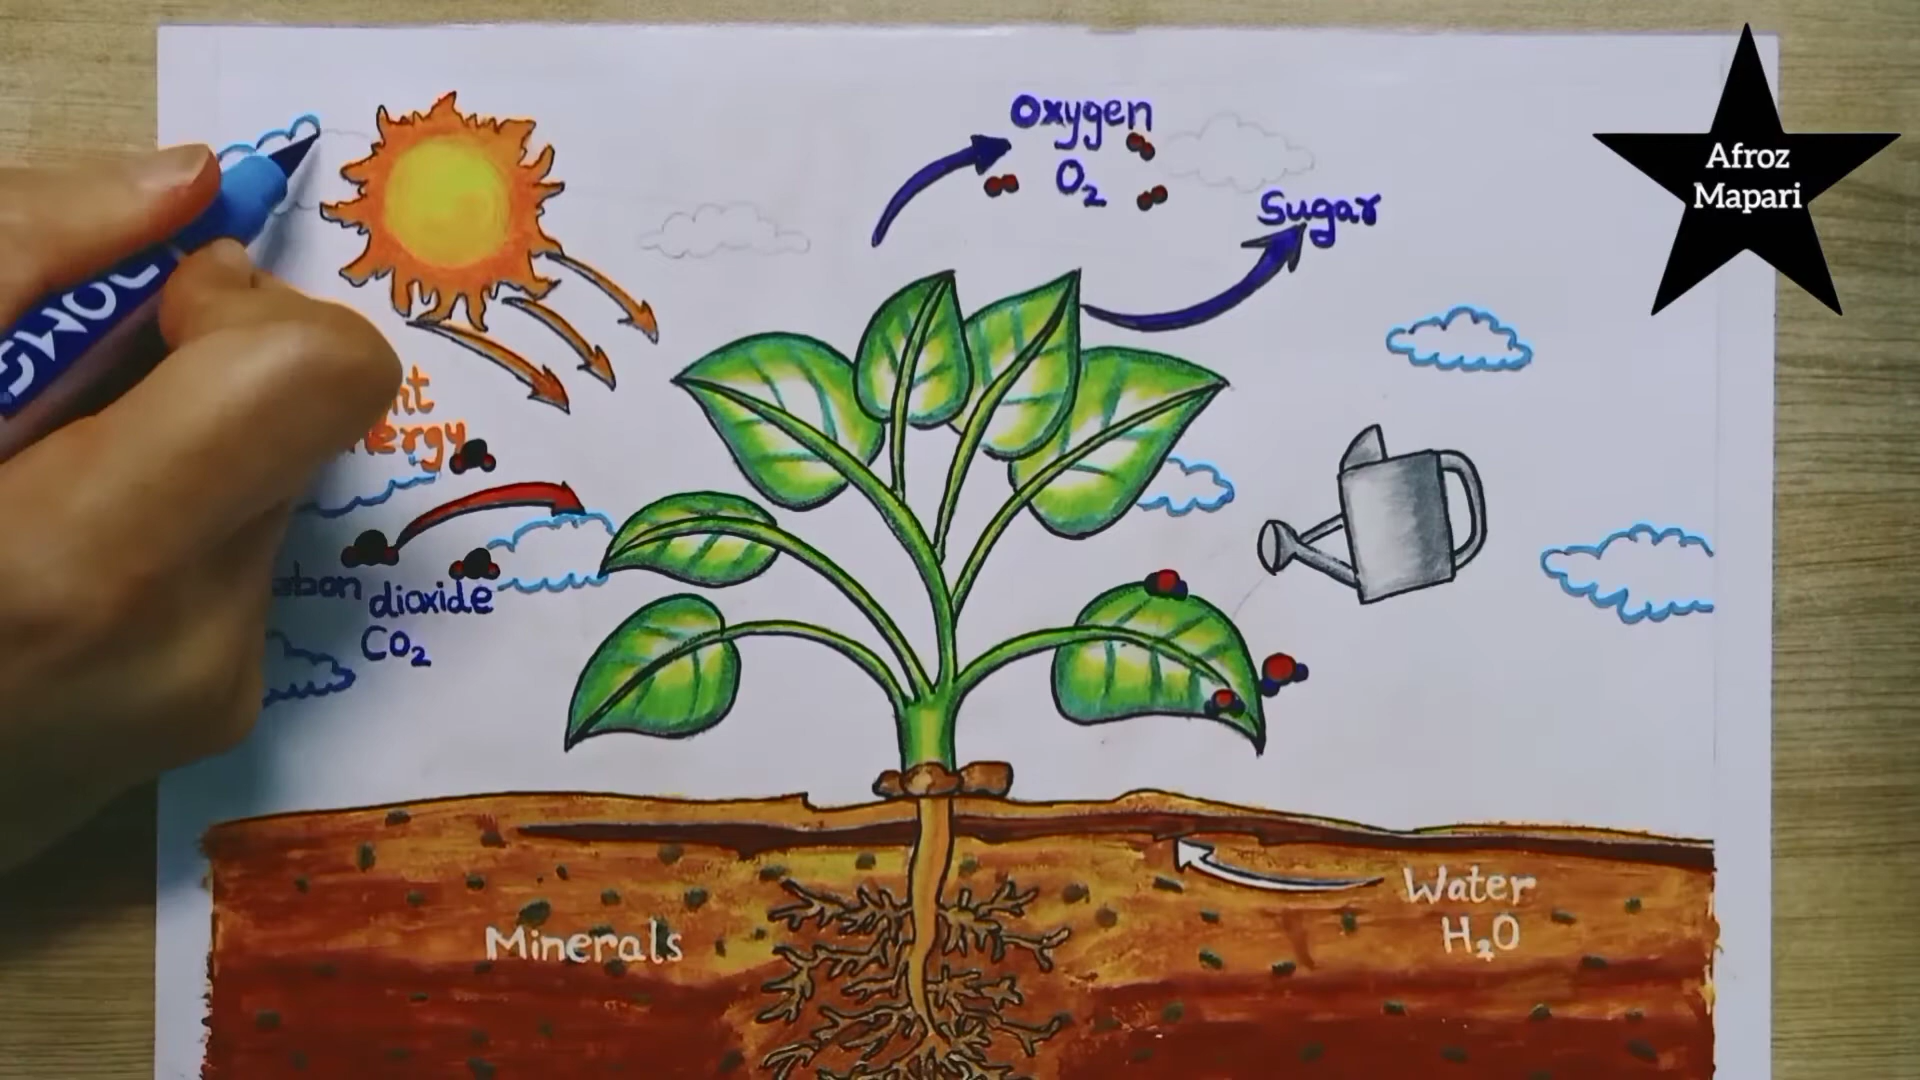 Oxygen
O₂
Sugar
Afroz
Mapari
dioxide
CO₂
Minerals
Water
H₂O